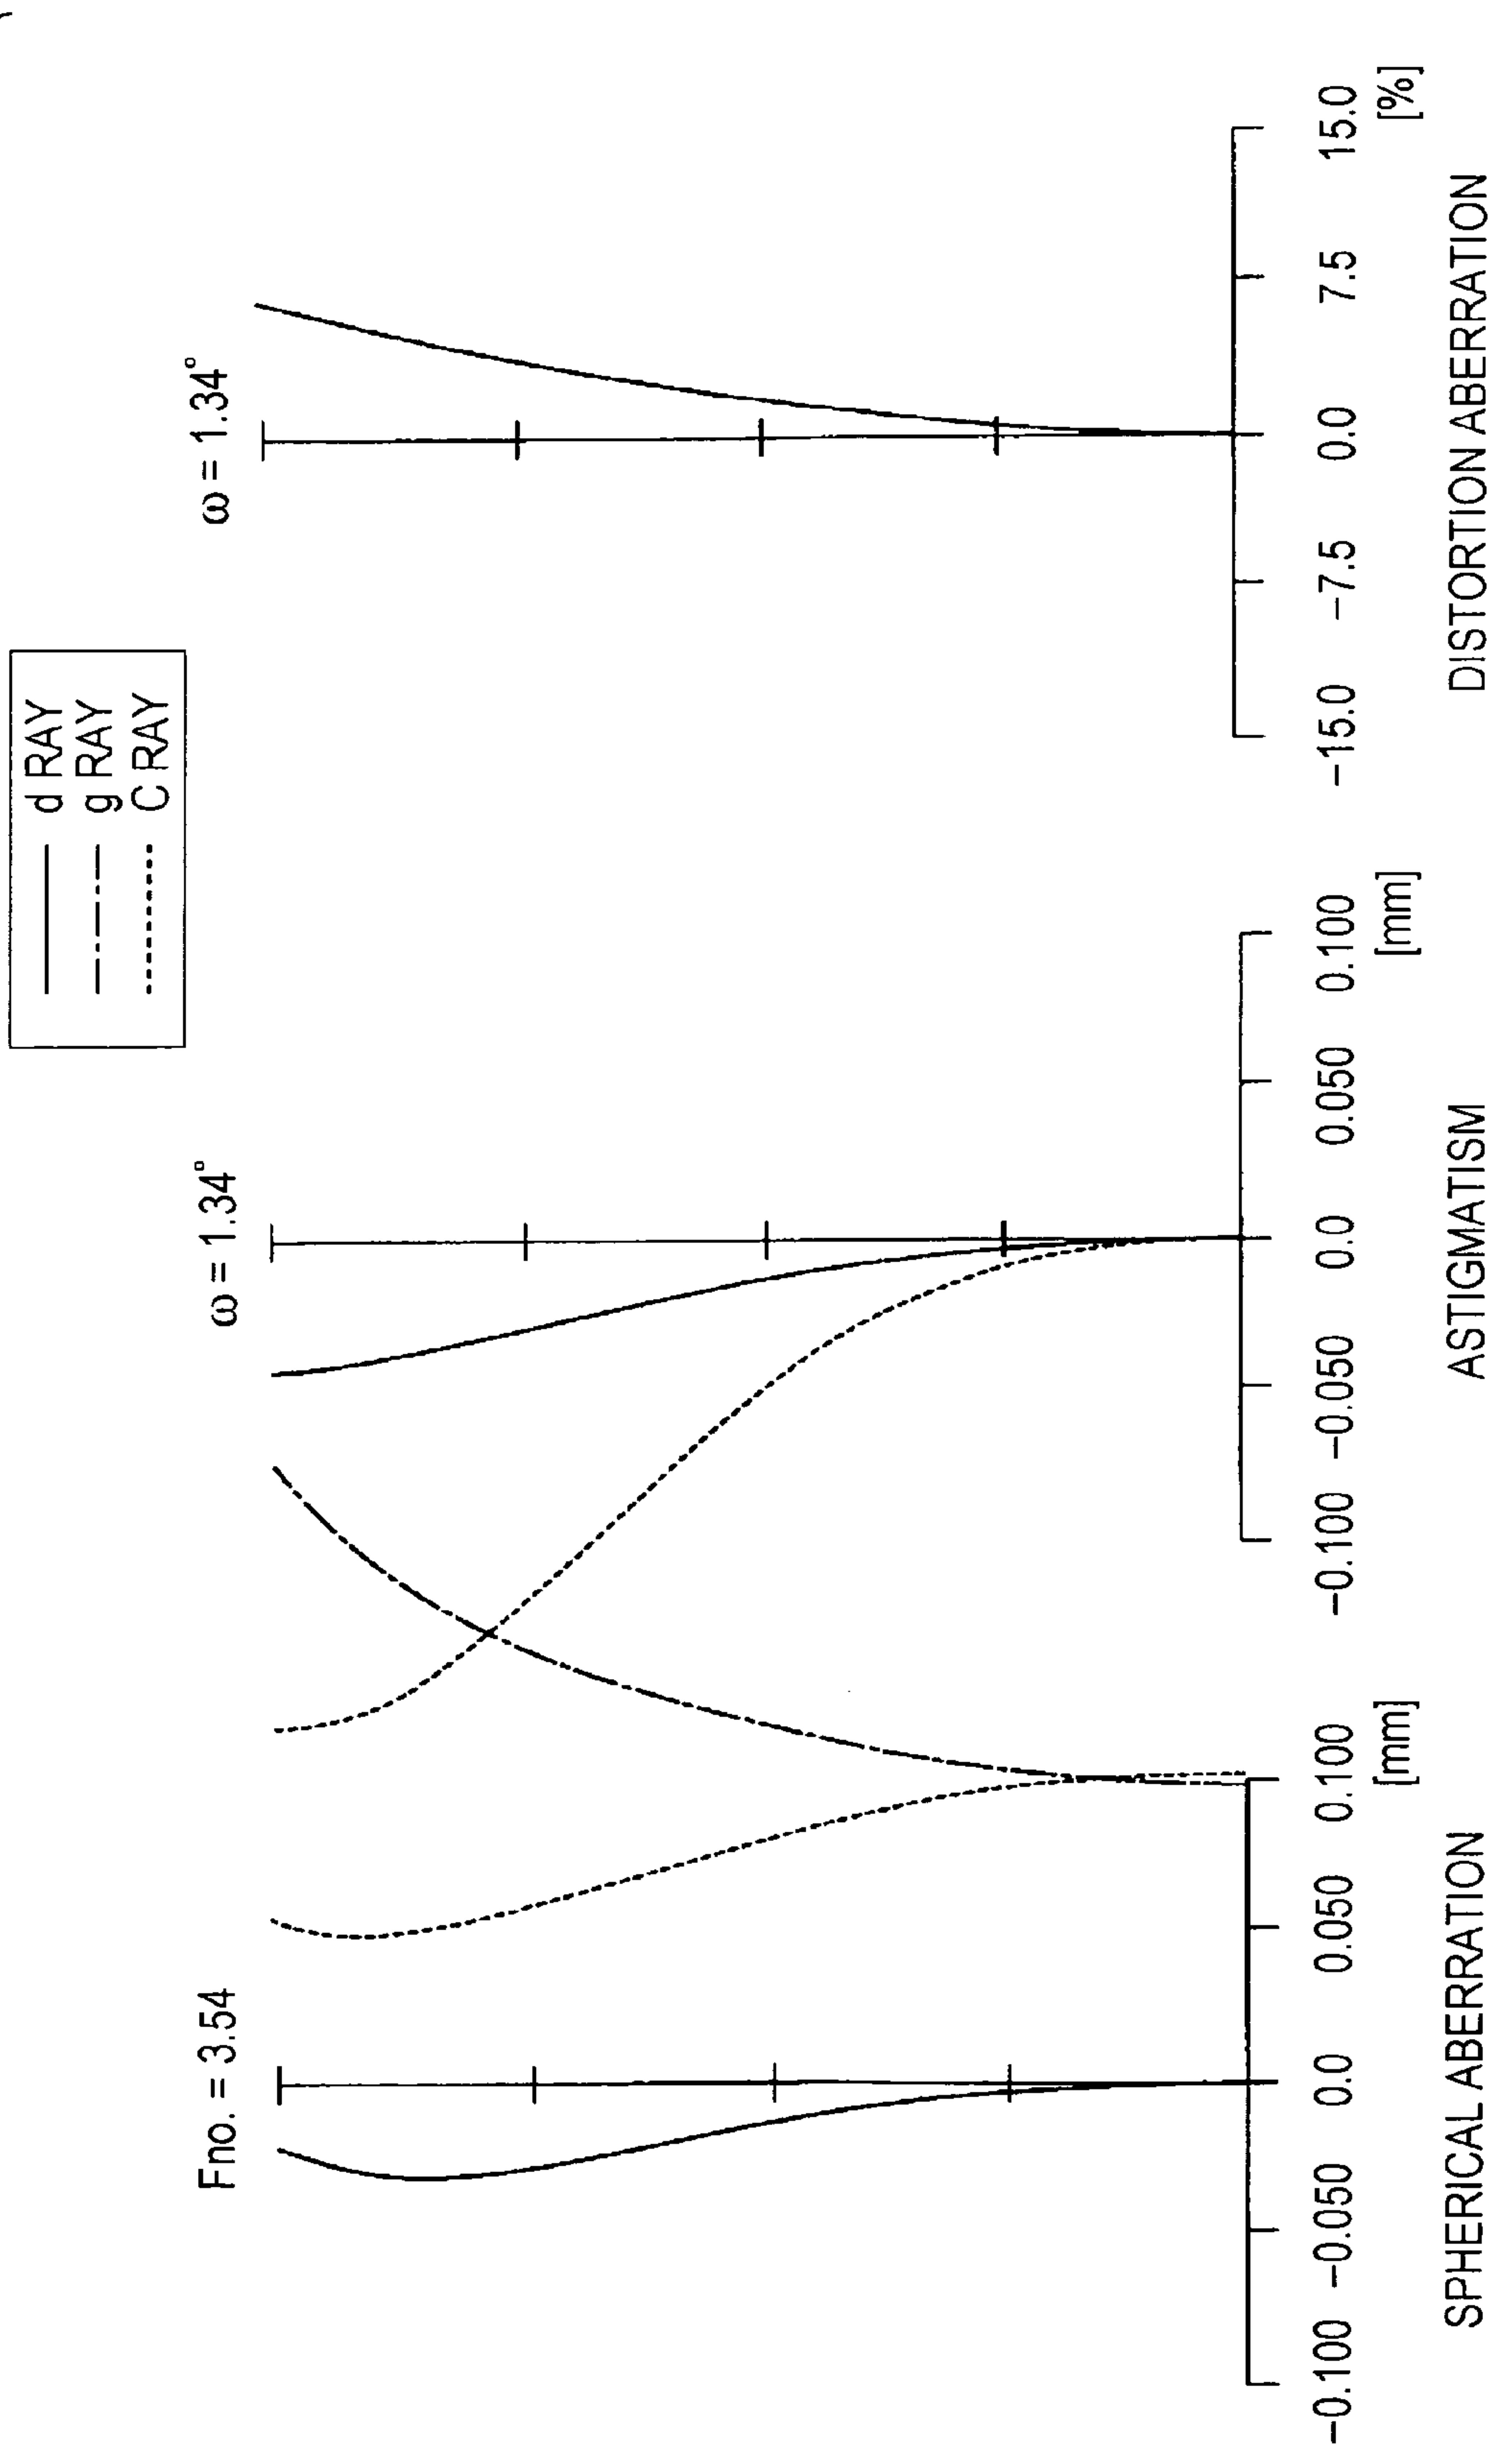 d RAY
g RAY
C RAY
Fno. = 3.54
ω = 1.34°
ω = 1.34°
−0.100 −0.050 0.0 0.050 0.100
[mm]
SPHERICAL ABERRATION
−0.100 −0.050 0.0 0.050 0.100
[mm]
ASTIGMATISM
−15.0 −7.5 0.0 7.5 15.0
[%]
DISTORTION ABERRATION